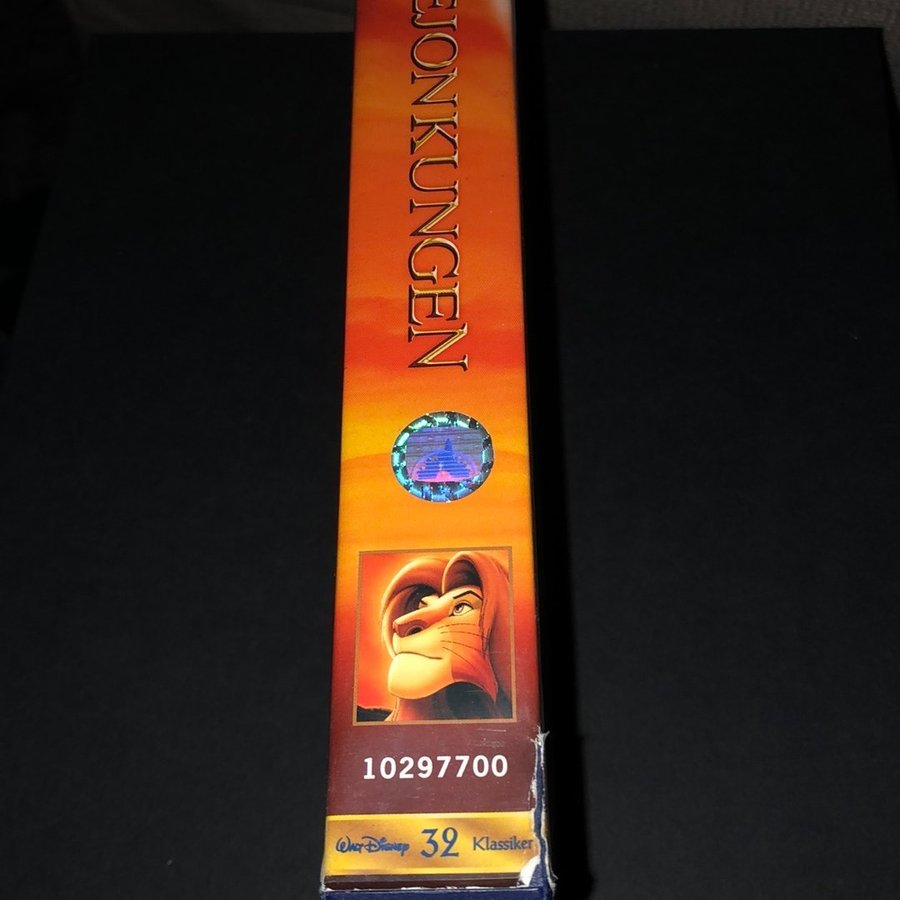 EJONKUNGEN
10297700
WALT DISNEY 32 Klassiker